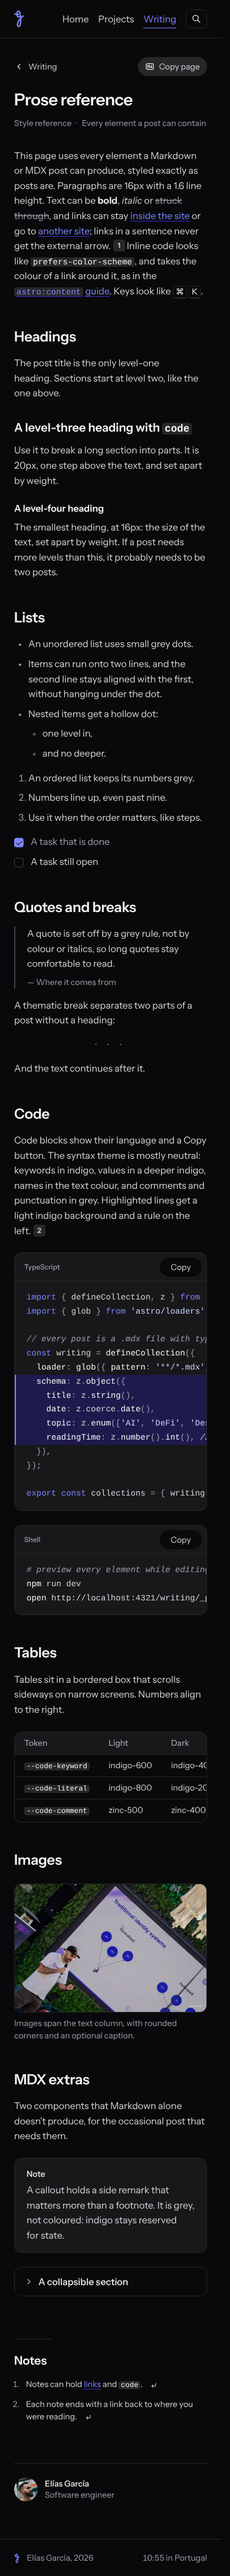 Home Projects Writing
Writing
Copy page
Prose reference
Style reference · Every element a post can contain
This page uses every element a Markdown
or MDX post can produce, styled exactly as
posts are. Paragraphs are 16px with a 1.6 line
height. Text can be bold, italic or struck
through, and links can stay inside the site or
go to another site; links in a sentence never
get the external arrow. 1 Inline code looks
like prefers-color-scheme, and takes the
colour of a link around it, as in the
astro:content guide. Keys look like ⌘ K.
Headings
The post title is the only level-one
heading. Sections start at level two, like the
one above.
A level-three heading with code
Use it to break a long section into parts. It is
20px, one step above the text, and set apart
by weight.
A level-four heading
The smallest heading, at 16px: the size of the
text, set apart by weight. If a post needs
more levels than this, it probably needs to be
two posts.
Lists
An unordered list uses small grey dots.
Items can run onto two lines, and the
second line stays aligned with the first,
without hanging under the dot.
Nested items get a hollow dot:
one level in,
and no deeper.
1. An ordered list keeps its numbers grey.
2. Numbers line up, even past nine.
3. Use it when the order matters, like steps.
A task that is done
A task still open
Quotes and breaks
A quote is set off by a grey rule, not by
colour or italics, so long quotes stay
comfortable to read.
— Where it comes from
A thematic break separates two parts of a
post without a heading:
· · ·
And the text continues after it.
Code
Code blocks show their language and a Copy
button. The syntax theme is mostly neutral:
keywords in indigo, values in a deeper indigo,
names in the text colour, and comments and
punctuation in grey. Highlighted lines get a
light indigo background and a rule on the
left. 2
TypeScript
Copy
import { defineCollection, z } from
import { glob } from 'astro/loaders'
// every post is a .mdx file with typ
const writing = defineCollection({
loader: glob({ pattern: '**/*.mdx',
schema: z.object({
title: z.string(),
date: z.coerce.date(),
topic: z.enum(['AI', 'DeFi', 'De
readingTime: z.number().int(), //
}),
});
export const collections = { writing
Shell
Copy
# preview every element while editing
npm run dev
open http://localhost:4321/writing/_p
Tables
Tables sit in a bordered box that scrolls
sideways on narrow screens. Numbers align
to the right.
Token Light Dark
--code-keyword indigo-600 indigo-40
--code-literal indigo-800 indigo-20
--code-comment zinc-500 zinc-400
Images
Traditional identity systems
Images span the text column, with rounded
corners and an optional caption.
MDX extras
Two components that Markdown alone
doesn't produce, for the occasional post that
needs them.
Note
A callout holds a side remark that
matters more than a footnote. It is grey,
not coloured: indigo stays reserved
for state.
A collapsible section
Notes
1. Notes can hold links and code. ↵
2. Each note ends with a link back to where you
were reading. ↵
Elías García
Software engineer
Elías García, 2026
10:55 in Portugal